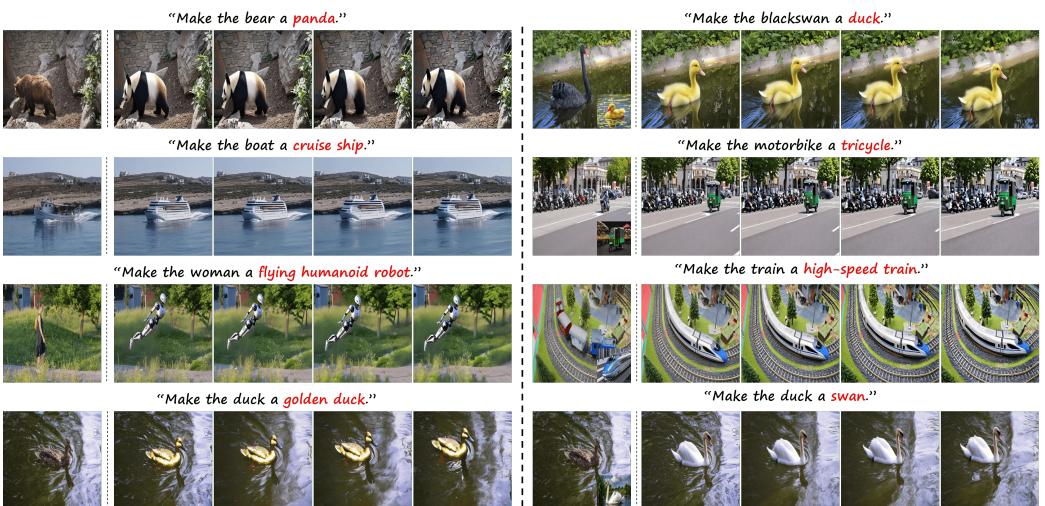 “Make the bear a panda.”
“Make the boat a cruise ship.”
“Make the woman a flying humanoid robot.”
“Make the duck a golden duck.”
“Make the blackswan a duck.”
“Make the motorbike a tricycle.”
“Make the train a high-speed train.”
“Make the duck a swan.”